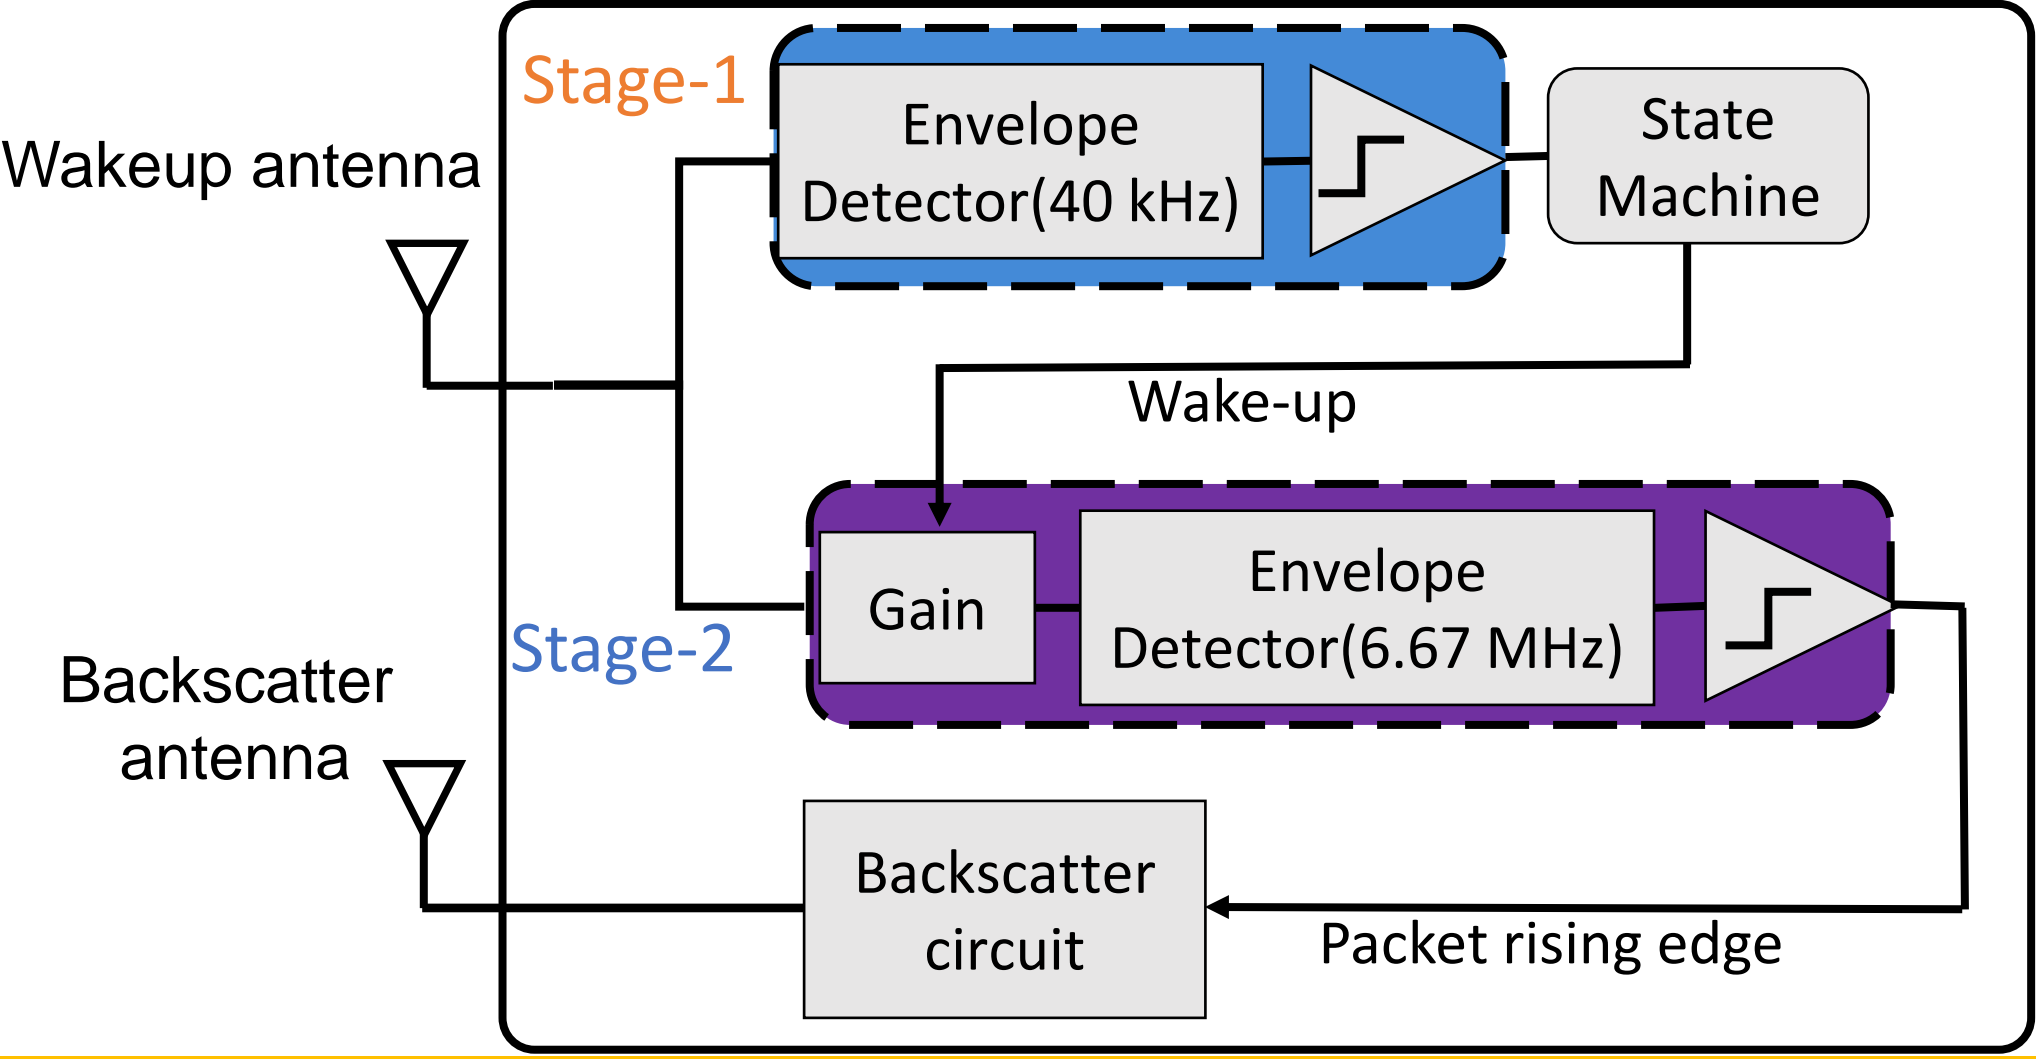 Stage-1
Envelope
Detector(40 kHz)
State
Machine
Wakeup antenna
Wake-up
Gain
Envelope
Detector(6.67 MHz)
Stage-2
Backscatter
antenna
Backscatter
circuit
Packet rising edge